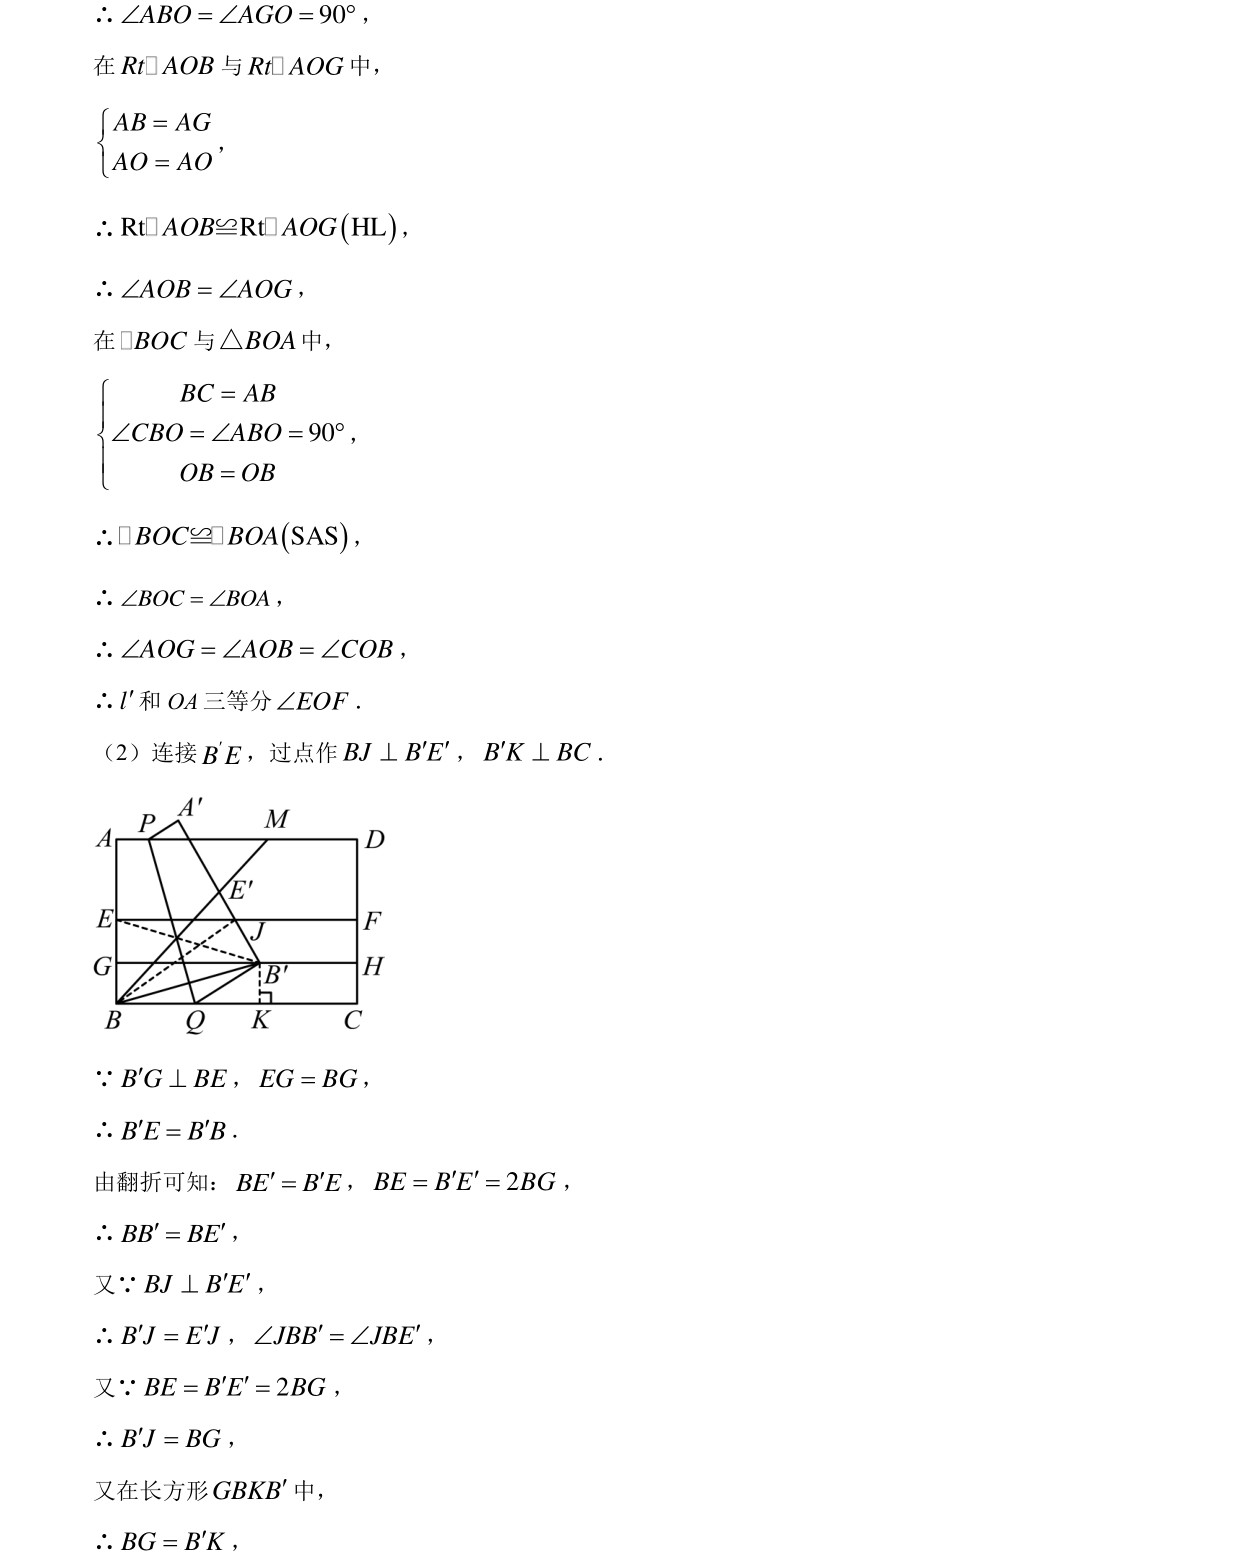 ∴ ∠ABO = ∠AGO = 90°，
在 Rt□AOB 与 Rt□AOG 中，
{AB = AG
AO = AO，
∴ Rt□AOB≌Rt□AOG(HL)，
∴ ∠AOB = ∠AOG，
在□BOC 与△BOA 中，
{BC = AB
∠CBO = ∠ABO = 90°，
OB = OB
∴□BOC≌□BOA(SAS)，
∴ ∠BOC = ∠BOA，
∴ ∠AOG = ∠AOB = ∠COB，
∴ l′和 OA 三等分∠EOF．
（2）连接 B′E，过点作 BJ ⊥ B′E′，B′K ⊥ BC．
A′
P M
A D
E′
E J F
G B′ H
B Q K C
∵ B′G ⊥ BE，EG = BG，
∴ B′E = B′B．
由翻折可知：BE′ = B′E，BE = B′E′ = 2BG，
∴ BB′ = BE′，
又∵ BJ ⊥ B′E′，
∴ B′J = E′J，∠JBB′ = ∠JBE′，
又∵ BE = B′E′ = 2BG，
∴ B′J = BG，
又在长方形 GBKB′ 中，
∴ BG = B′K，